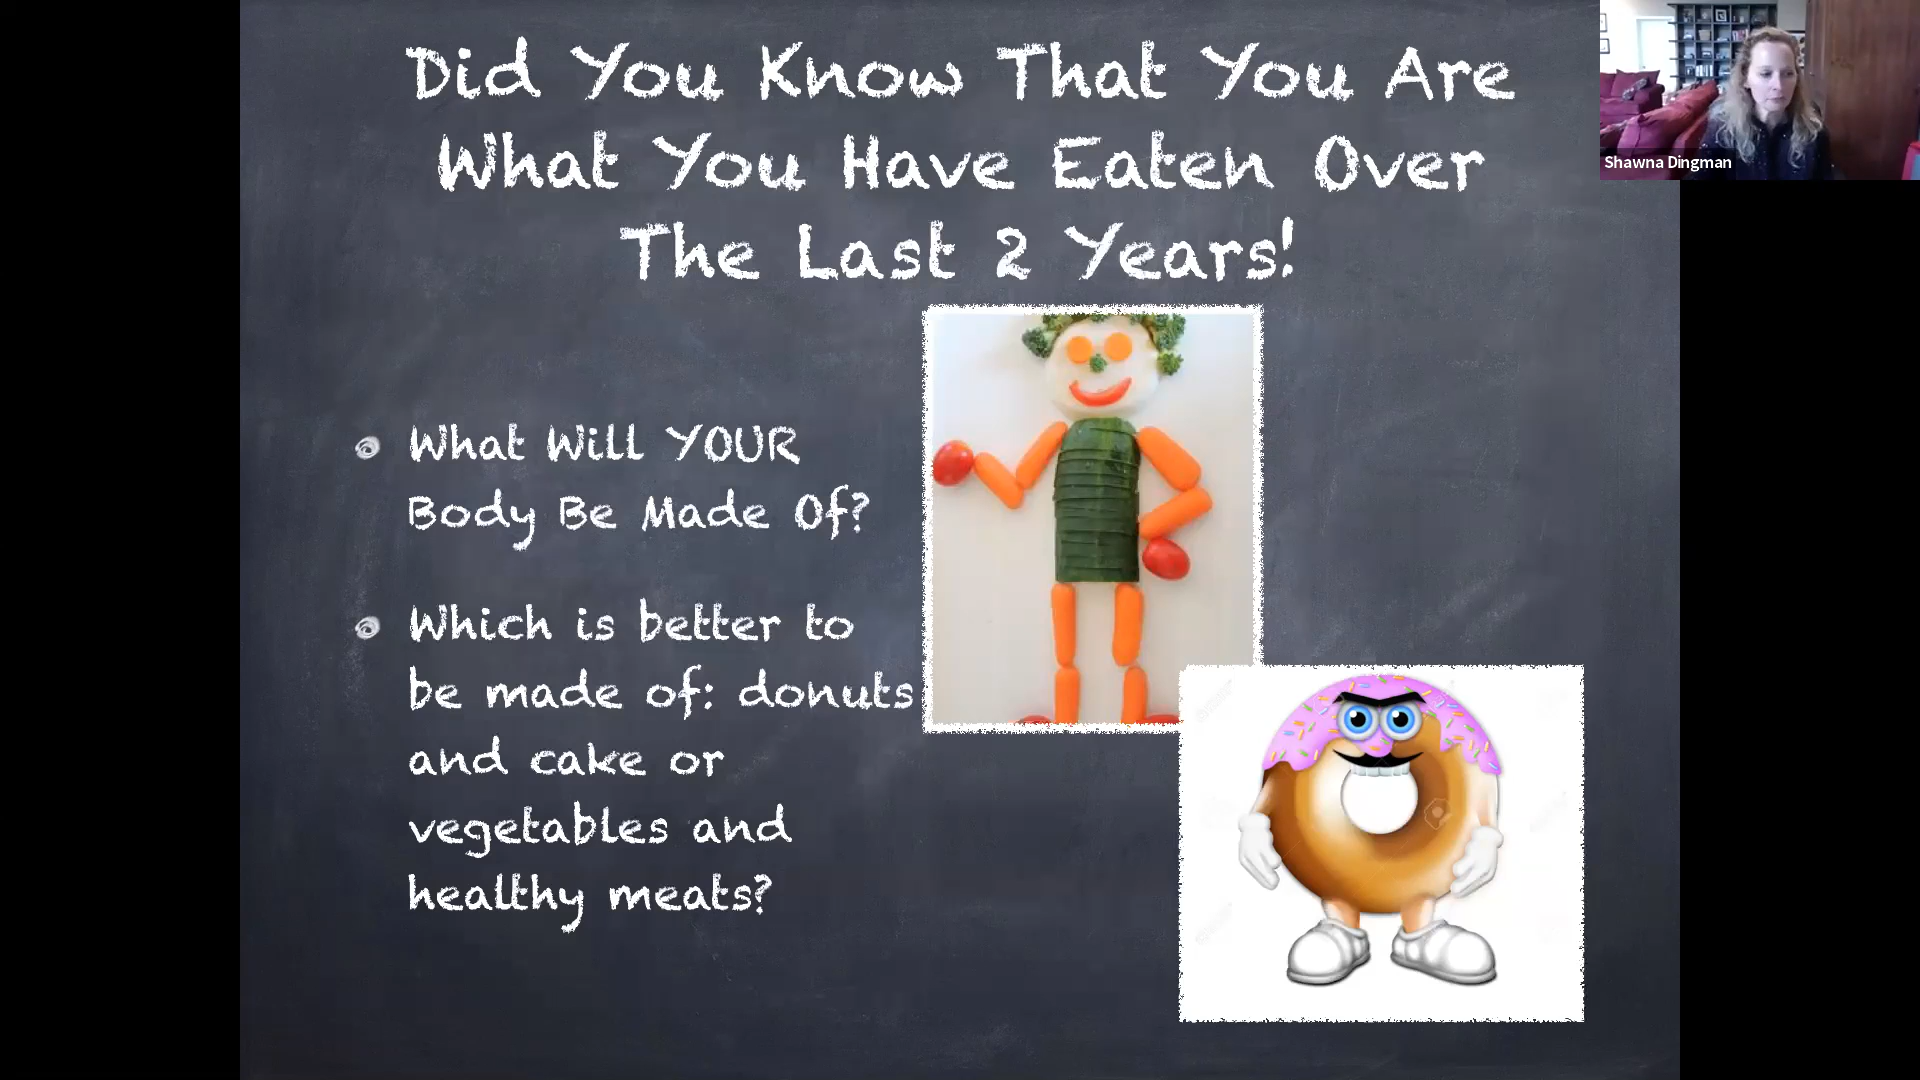 Did You Know That You Are
What You Have Eaten Over
The Last 2 Years!
What Will YOUR
Body Be Made Of?
Which is better to
be made of: donuts
and cake or
vegetables and
healthy meats?
Shawna Dingman